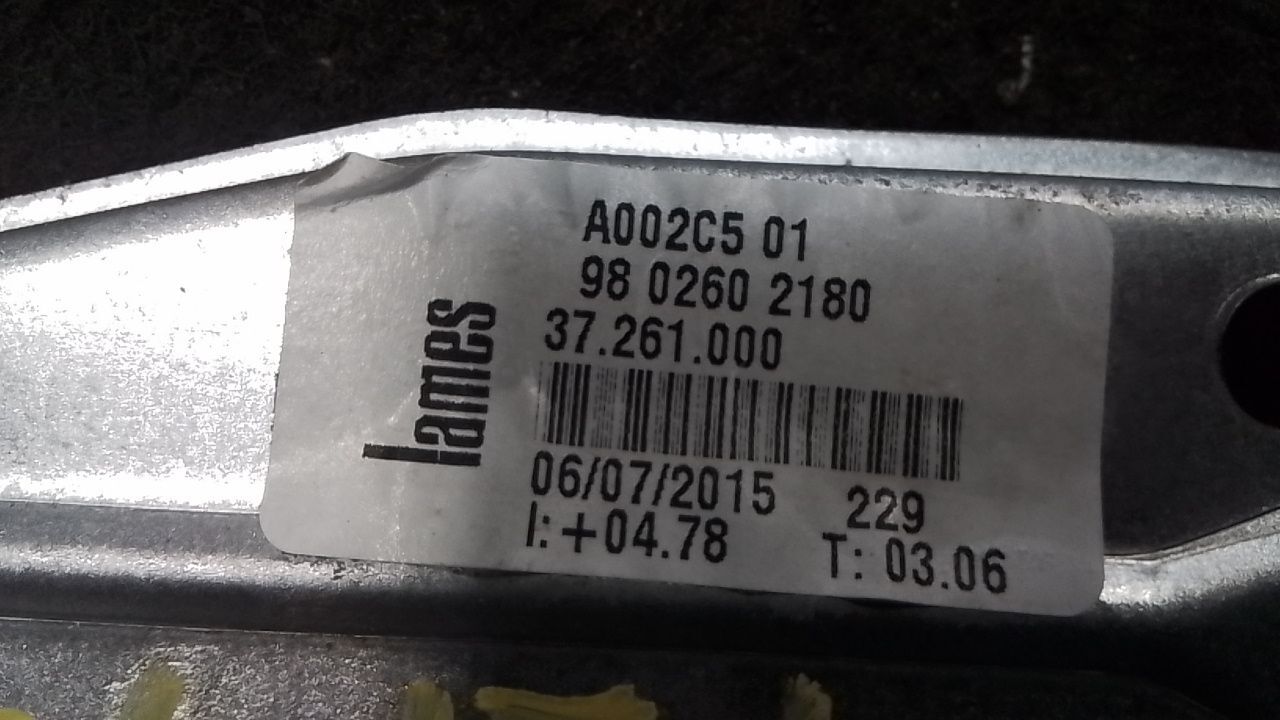 lames
A002C5 01
98 0260 2180
37.261.000
06/07/2015 229
I: +04.78 T: 03.06